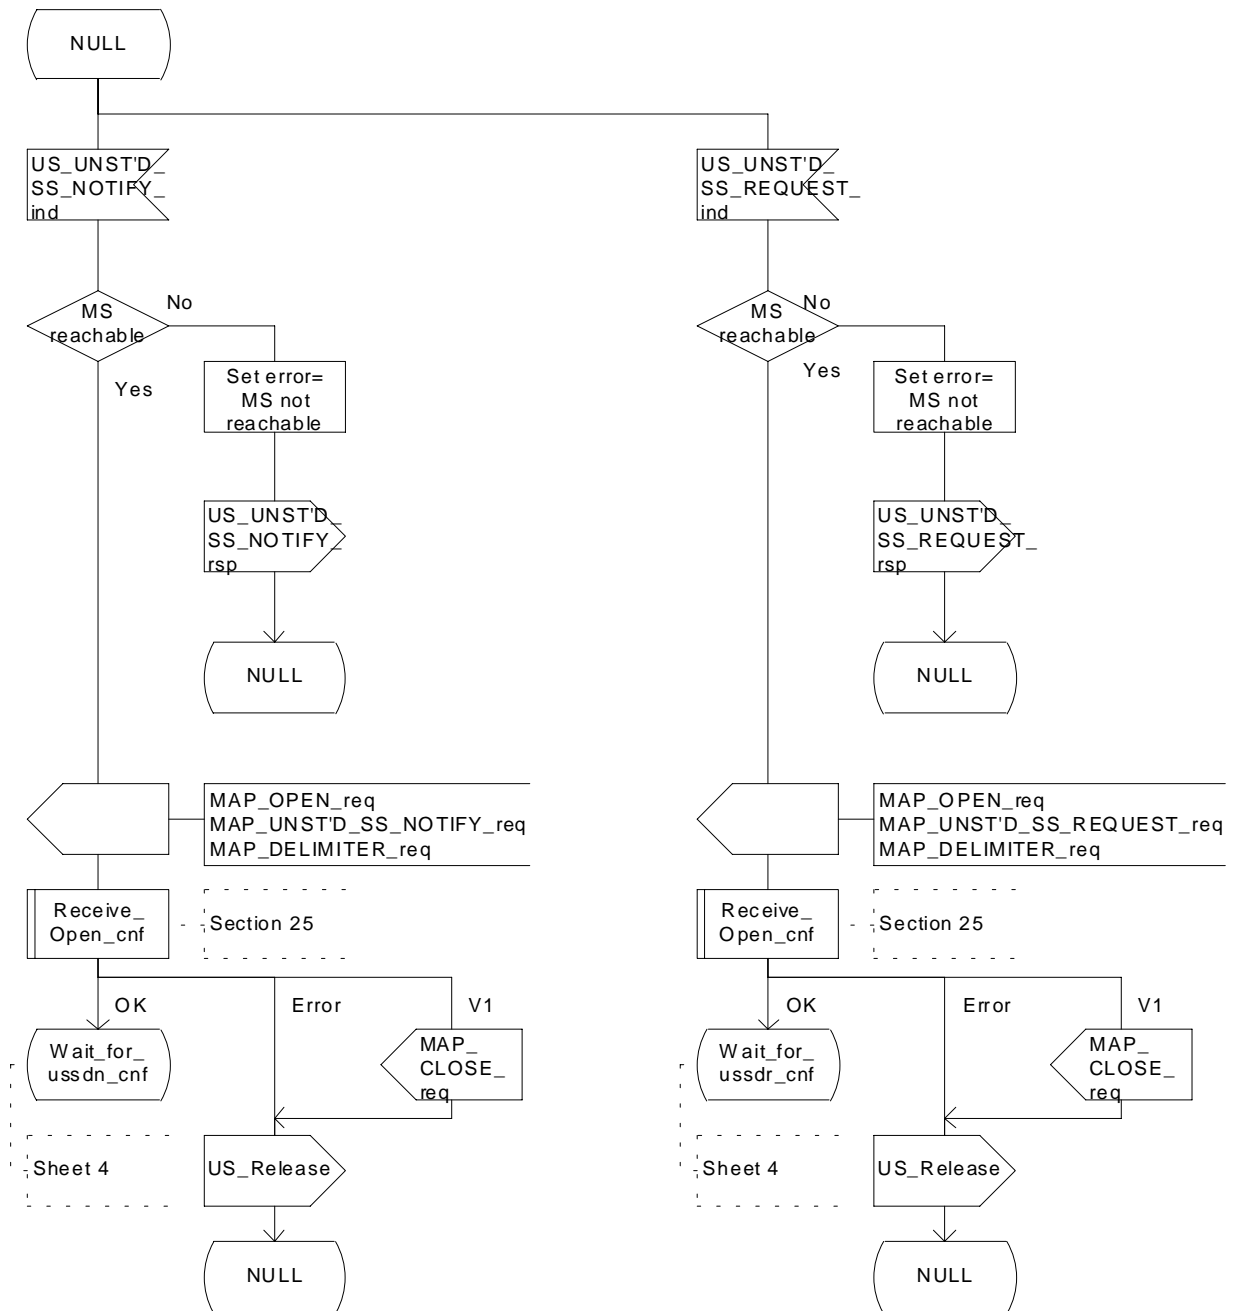 NULL
US_UNST'D_
SS_NOTIFY_
ind
US_UNST'D_
SS_REQUEST_
ind
MS
reachable
No
Yes
MS
reachable
No
Yes
Set error=
MS not
reachable
Set error=
MS not
reachable
US_UNST'D_
SS_NOTIFY_
rsp
US_UNST'D_
SS_REQUEST_
rsp
NULL
NULL
MAP_OPEN_req
MAP_UNST'D_SS_NOTIFY_req
MAP_DELIMITER_req
MAP_OPEN_req
MAP_UNST'D_SS_REQUEST_req
MAP_DELIMITER_req
Receive_
Open_cnf
Section 25
Receive_
Open_cnf
Section 25
OK
Error
V1
OK
Error
V1
Wait_for_
ussdn_cnf
MAP_
CLOSE_
req
Wait_for_
ussdr_cnf
MAP_
CLOSE_
req
Sheet 4
US_Release
Sheet 4
US_Release
NULL
NULL